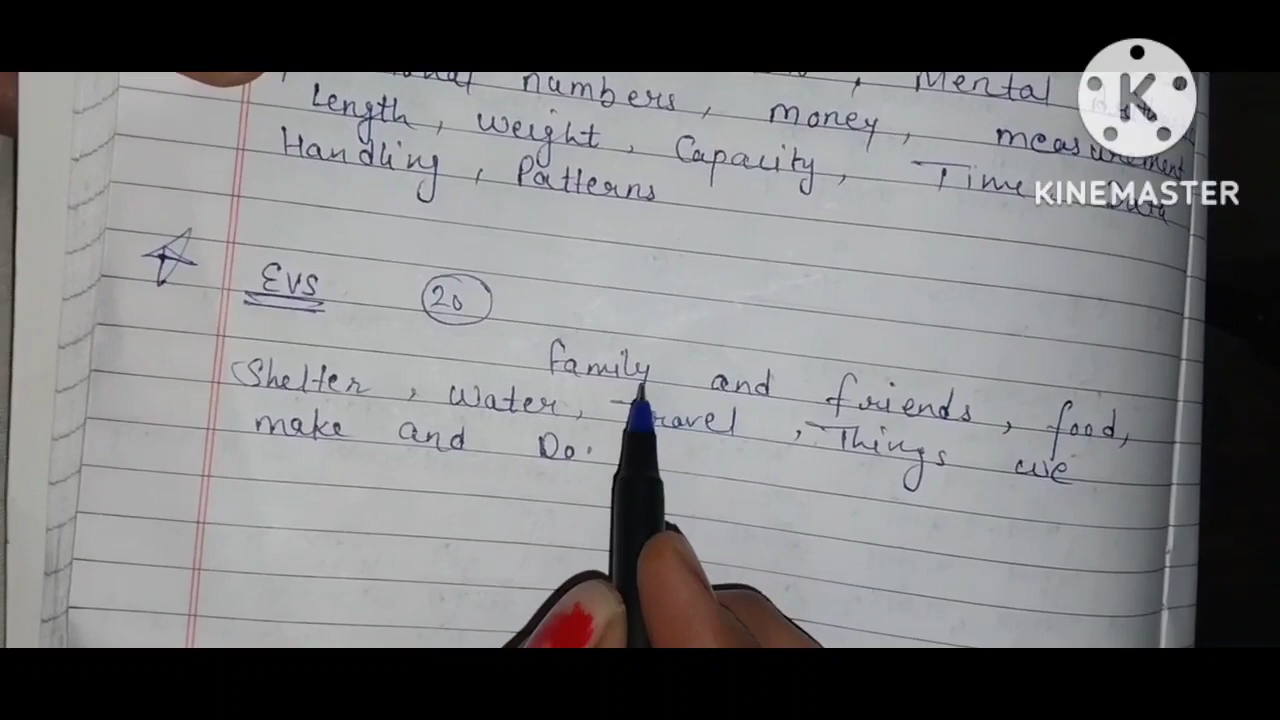 numbers, money, measurement
Mental
Length, weight, Capacity, Time, Data
Handling, Patterns
EVS 20
family and friends, food,
Shelter, water, Travel, Things we
make and Do.
K
KINEMASTER